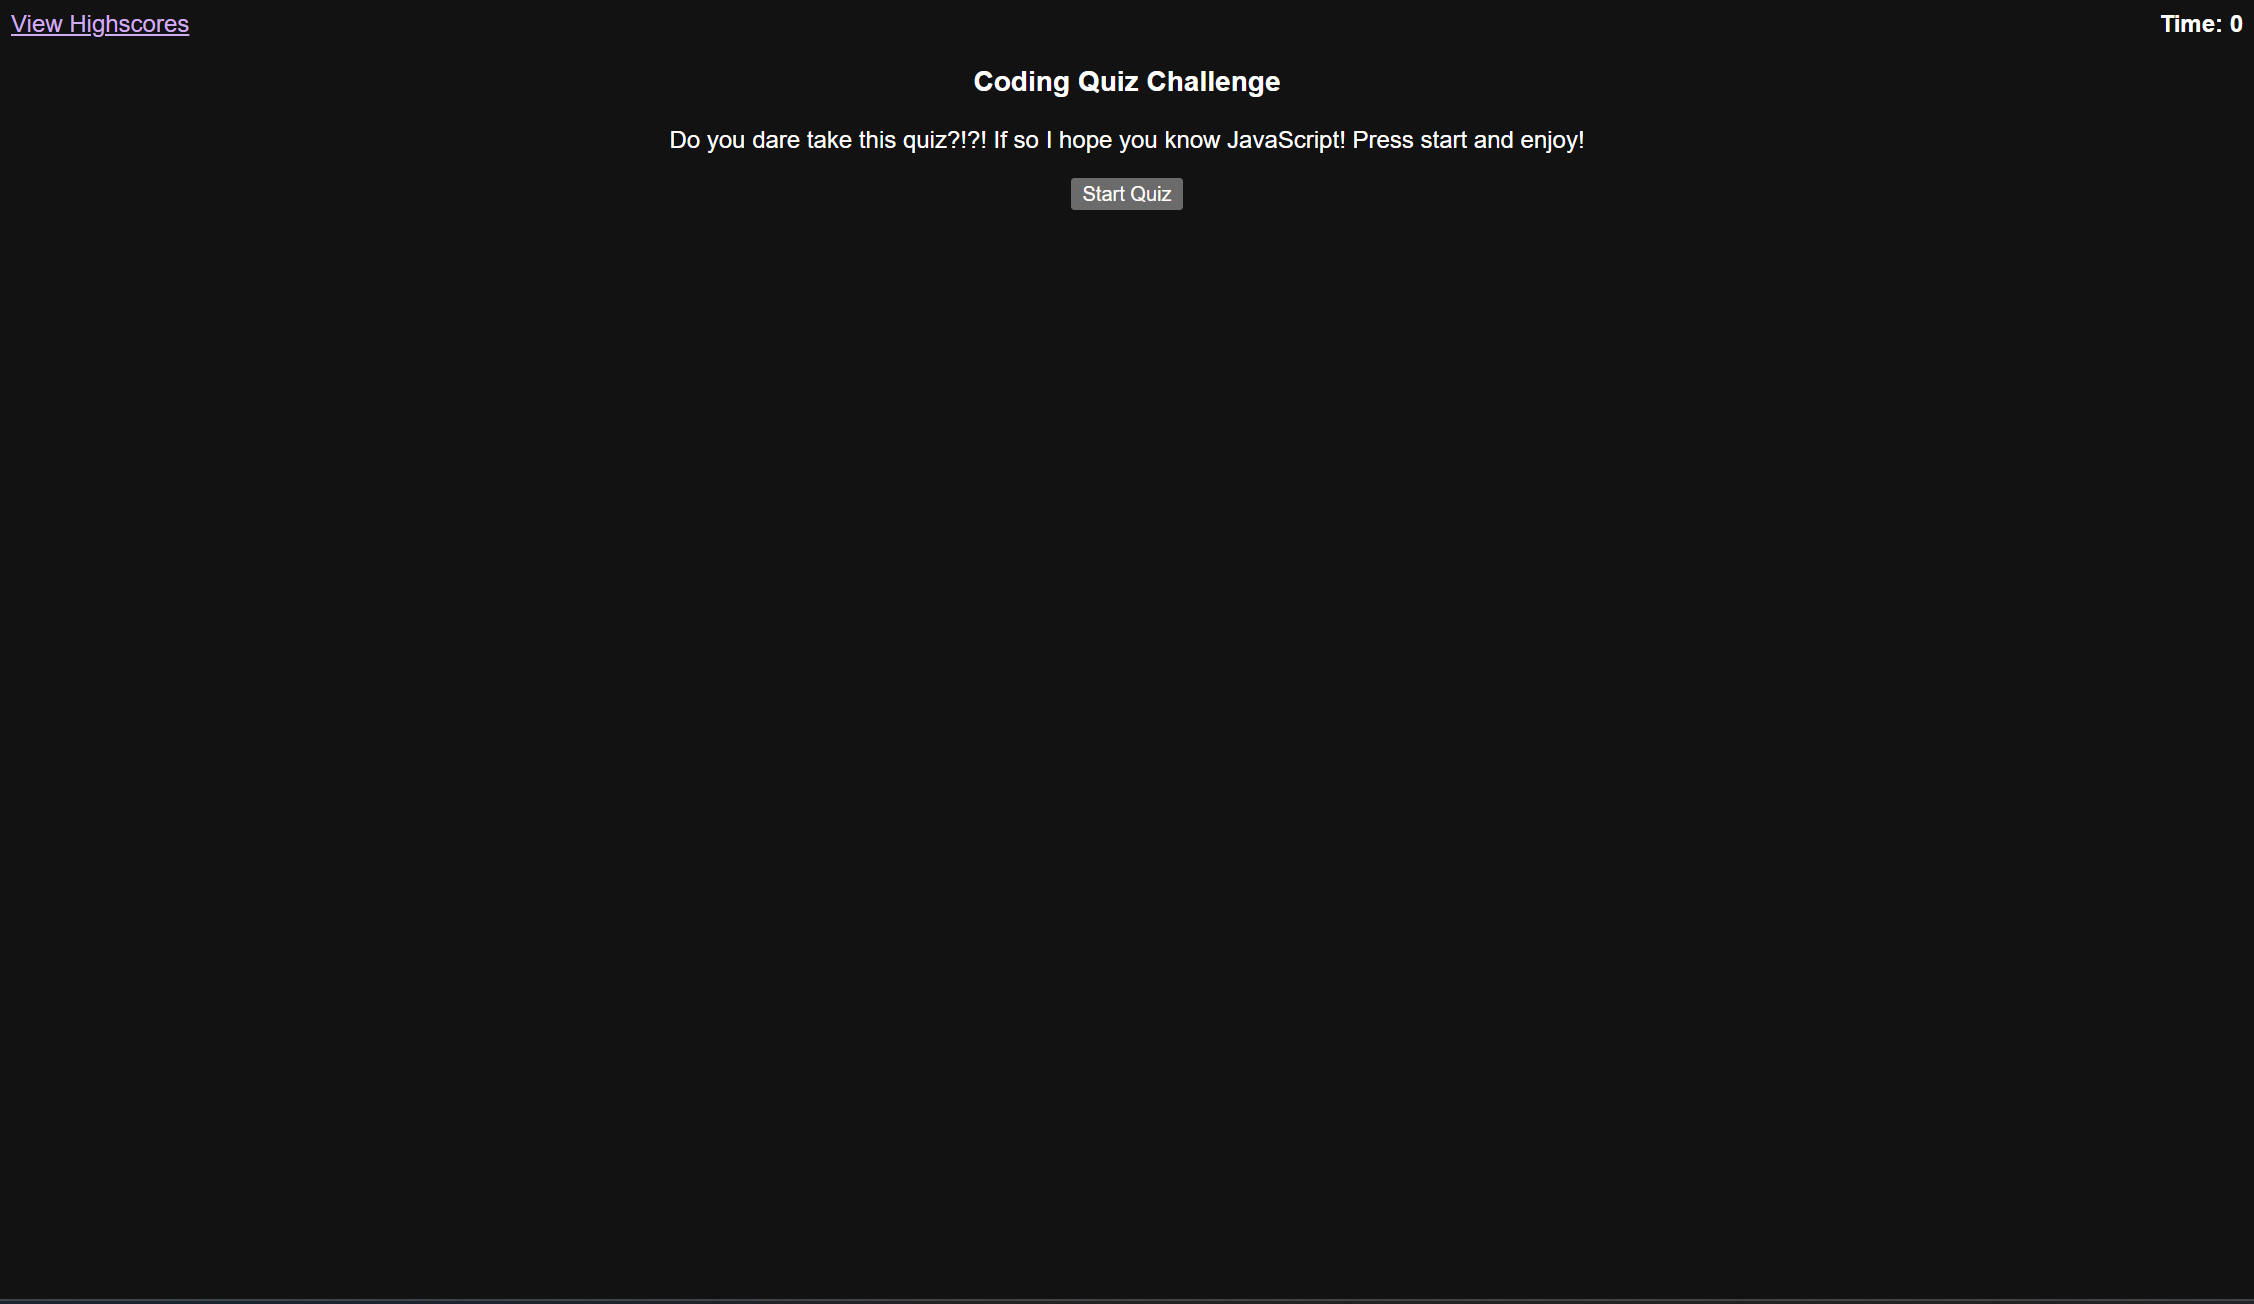 View Highscores
Time: 0
Coding Quiz Challenge
Do you dare take this quiz?!?! If so I hope you know JavaScript! Press start and enjoy!
Start Quiz